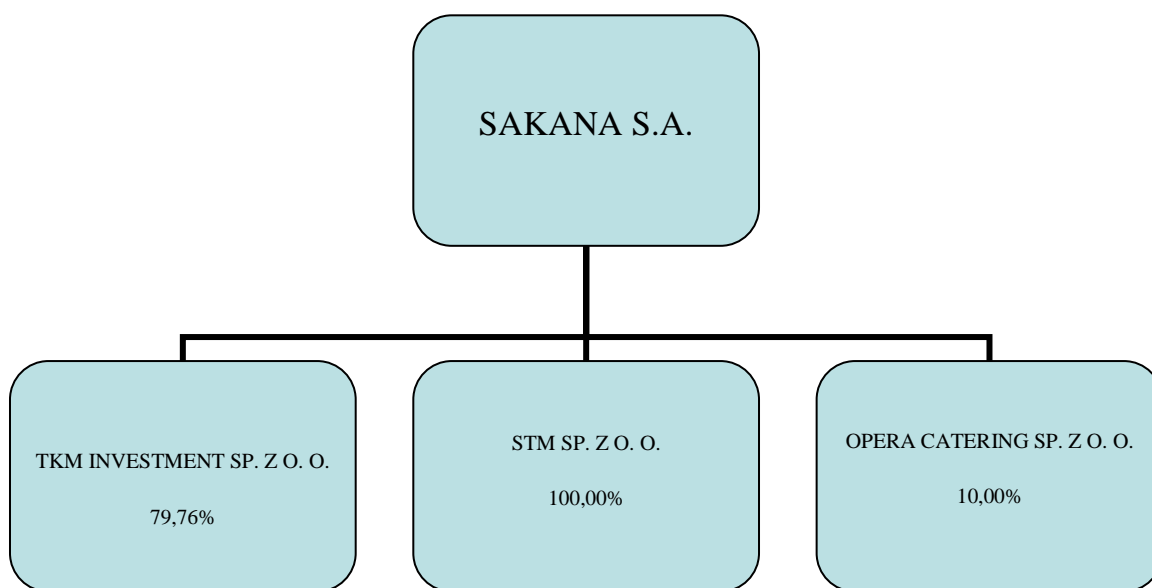 SAKANA S.A.
TKM INVESTMENT SP. Z O. O.
79,76%
STM SP. Z O. O.
100,00%
OPERA CATERING SP. Z O. O.
10,00%